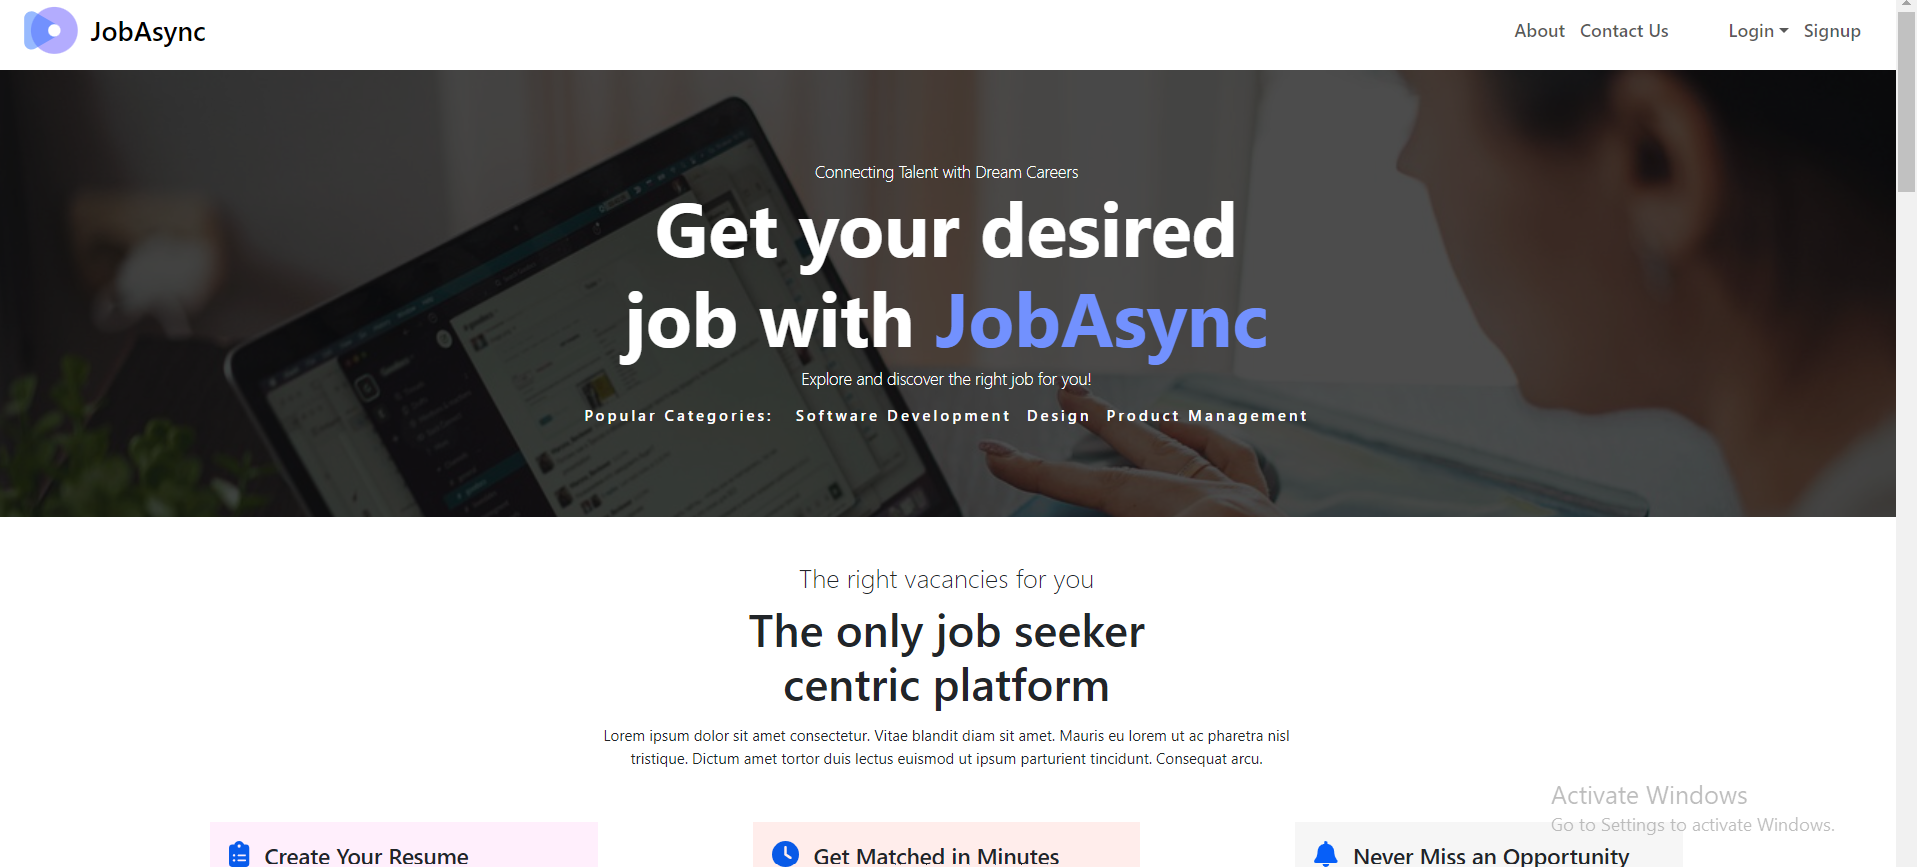 JobAsync
About Contact Us Login Signup
Connecting Talent with Dream Careers
Get your desired
job with JobAsync
Explore and discover the right job for you!
Popular Categories: Software Development Design Product Management
The right vacancies for you
The only job seeker
centric platform
Lorem ipsum dolor sit amet consectetur. Vitae blandit diam sit amet. Mauris eu lorem ut ac pharetra nisl
tristique. Dictum amet tortor duis lectus euismod ut ipsum parturient tincidunt. Consequat arcu.
Activate Windows
Go to Settings to activate Windows.
Create Your Resume
Get Matched in Minutes
Never Miss an Opportunity